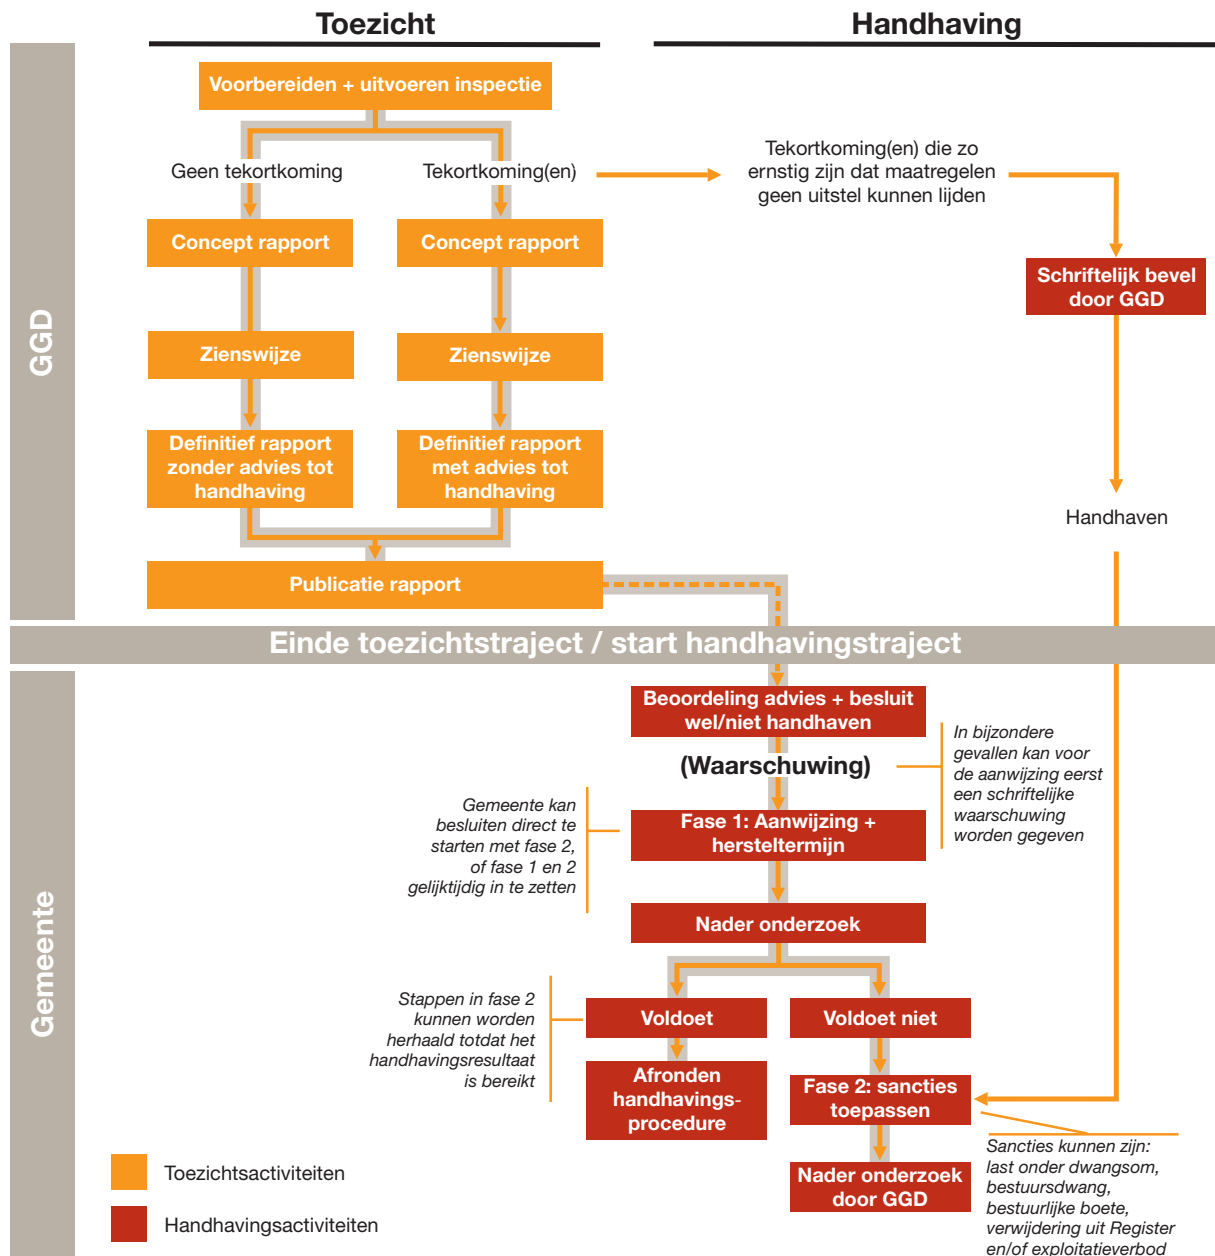 Toezicht
Handhaving
GGD
Voorbereiden + uitvoeren inspectie
Geen tekortkoming
Tekortkoming(en)
Tekortkoming(en) die zo
ernstig zijn dat maatregelen
geen uitstel kunnen lijden
Concept rapport
Concept rapport
Schriftelijk bevel
door GGD
Zienswijze
Zienswijze
Definitief rapport
zonder advies tot
handhaving
Definitief rapport
met advies tot
handhaving
Handhaven
Publicatie rapport
Einde toezichtstraject / start handhavingstraject
Gemeente
Beoordeling advies + besluit
wel/niet handhaven
(Waarschuwing)
In bijzondere
gevallen kan voor
de aanwijzing eerst
een schriftelijke
waarschuwing
worden gegeven
Gemeente kan
besluiten direct te
starten met fase 2,
of fase 1 en 2
gelijktijdig in te zetten
Fase 1: Aanwijzing +
hersteltermijn
Nader onderzoek
Stappen in fase 2
kunnen worden
herhaald totdat het
handhavingsresultaat
is bereikt
Voldoet
Voldoet niet
Afronden
handhavings-
procedure
Fase 2: sancties
toepassen
Nader onderzoek
door GGD
Sancties kunnen zijn:
last onder dwangsom,
bestuursdwang,
bestuurlijke boete,
verwijdering uit Register
en/of exploitatieverbod
Toezichtsactiviteiten
Handhavingsactiviteiten